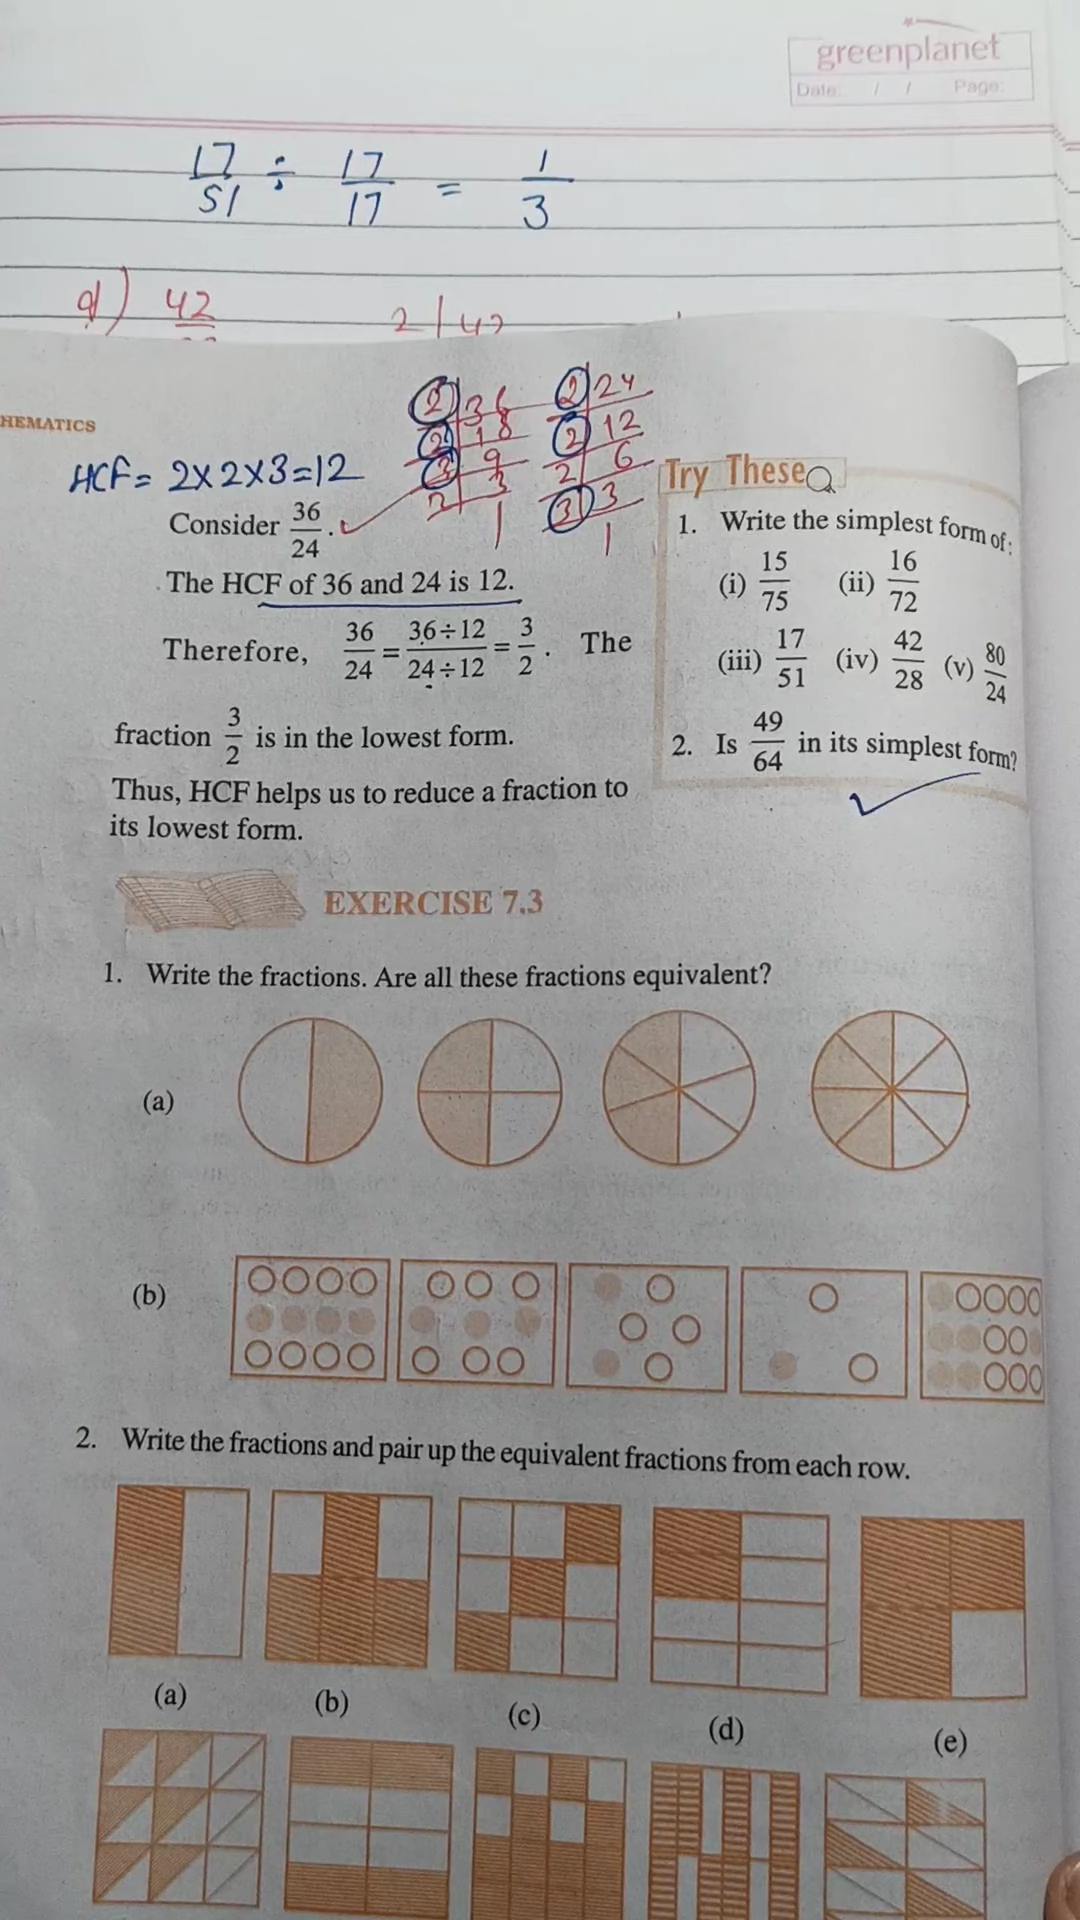 greenplanet
Date: / / Page:
17/51 ÷ 17/17 = 1/3
d) 42 2 | 42
HEMATICS
2 | 36 2 | 24
2 | 18 2 | 12
3 | 9 2 | 6
3 | 3 3 | 3
1 1
HCF = 2×2×3=12
Consider 36/24.
The HCF of 36 and 24 is 12.
Therefore, 36/24 = 36÷12/24÷12 = 3/2. The
fraction 3/2 is in the lowest form.
Thus, HCF helps us to reduce a fraction to
its lowest form.
Try These
1. Write the simplest form of:
(i) 15/75 (ii) 16/72
(iii) 17/51 (iv) 42/28 (v) 80/24
2. Is 49/64 in its simplest form?
EXERCISE 7.3
1. Write the fractions. Are all these fractions equivalent?
(a)
(b)
2. Write the fractions and pair up the equivalent fractions from each row.
(a) (b) (c) (d) (e)